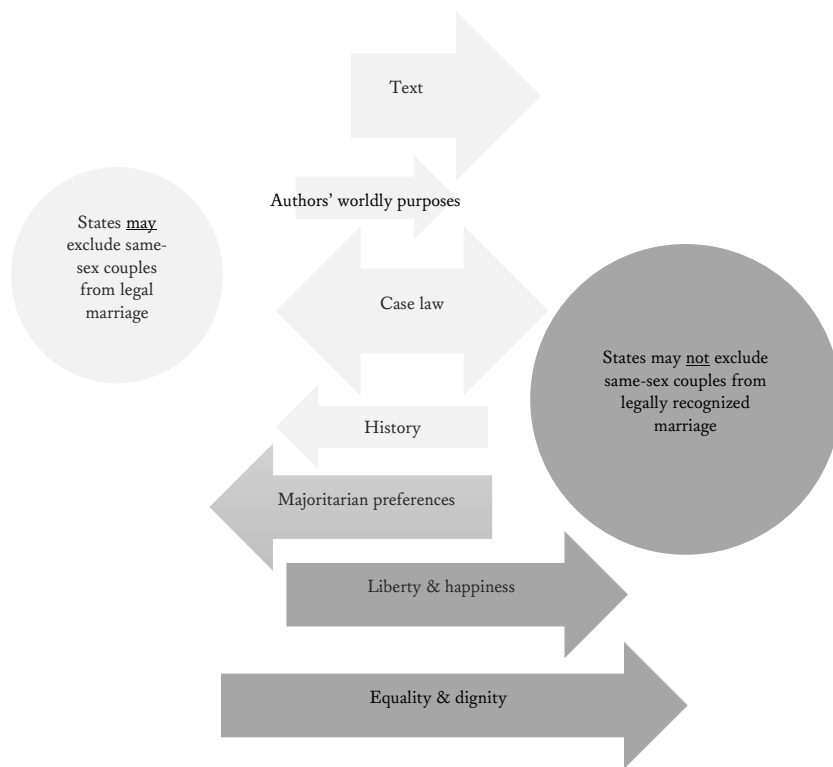 Text
Authors’ worldly purposes
States may
exclude same-
sex couples
from legal
marriage
Case law
States may not exclude
same-sex couples from
legally recognized
marriage
History
Majoritarian preferences
Liberty & happiness
Equality & dignity